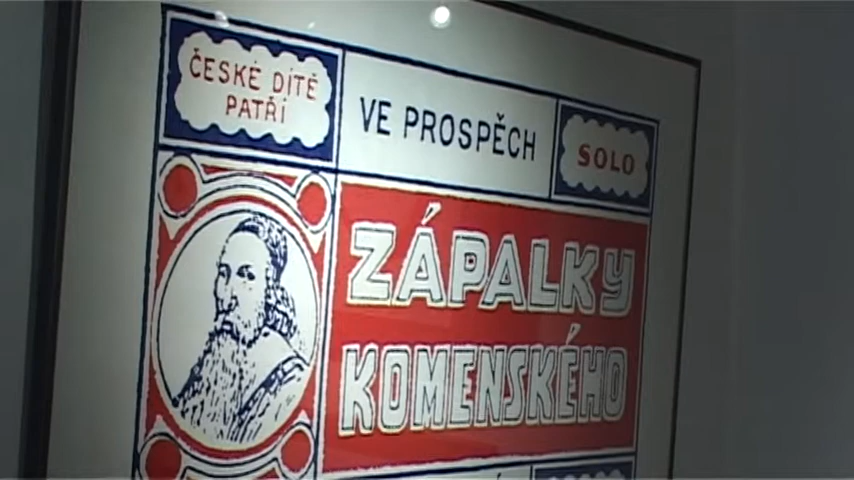 ČESKÉ DÍTĚ
PATŘÍ
VE PROSPĚCH
SOLO
ZÁPALKY
KOMENSKÉHO